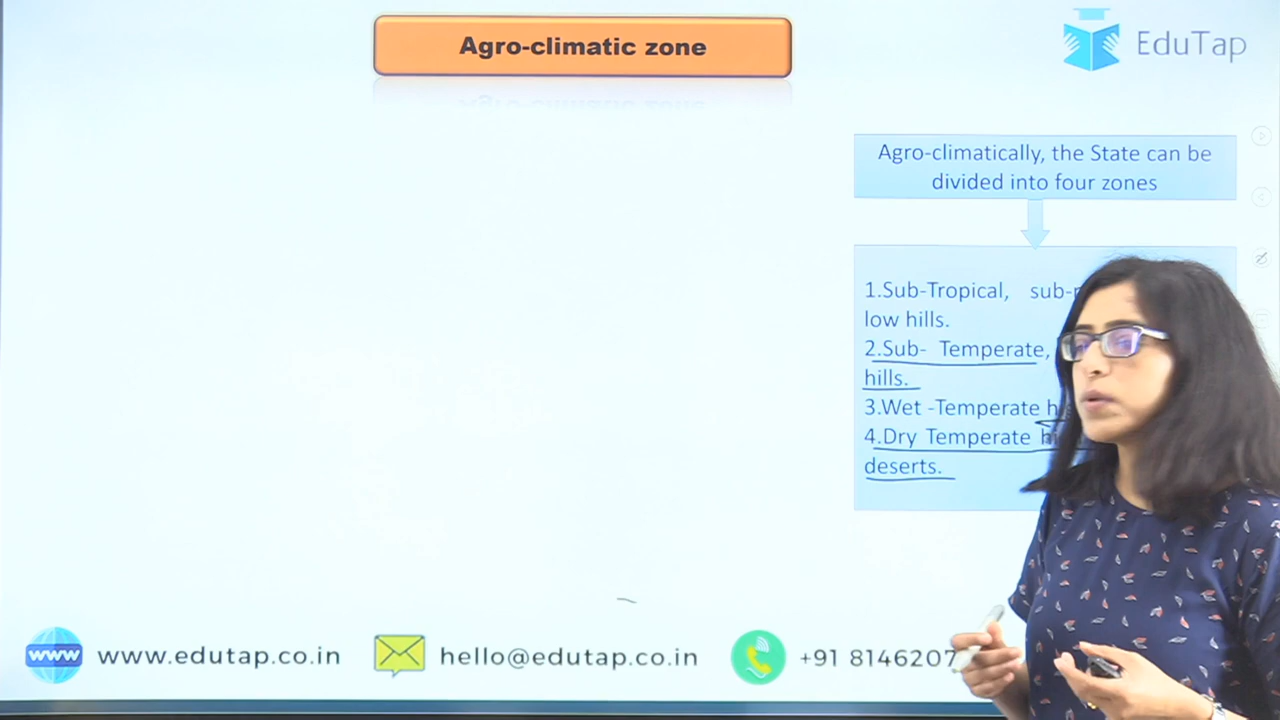 Agro-climatic zone
EduTap
Agro-climatically, the State can be
divided into four zones
1.Sub-Tropical, sub-
low hills.
2.Sub- Temperate,
hills.
3.Wet -Temperate
4.Dry Temperate
deserts.
www
www.edutap.co.in
hello@edutap.co.in
+91 8146207